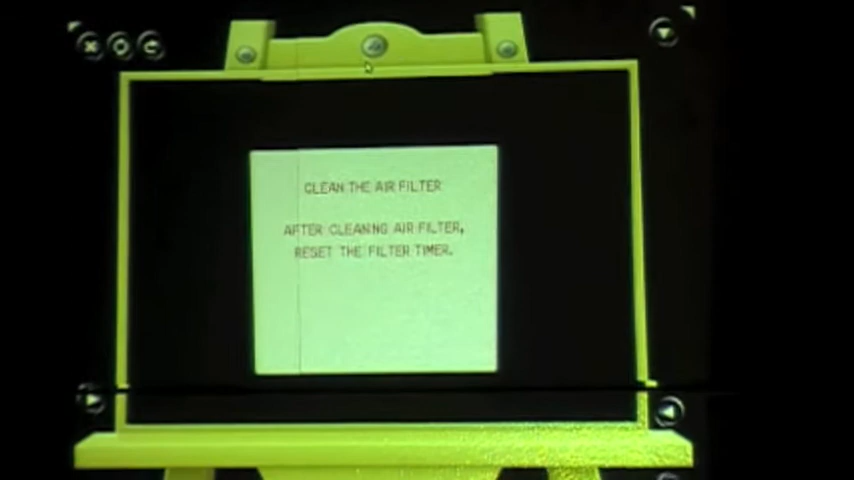 CLEAN THE AIR FILTER
AFTER CLEANING AIR FILTER,
RESET THE FILTER TIMER.